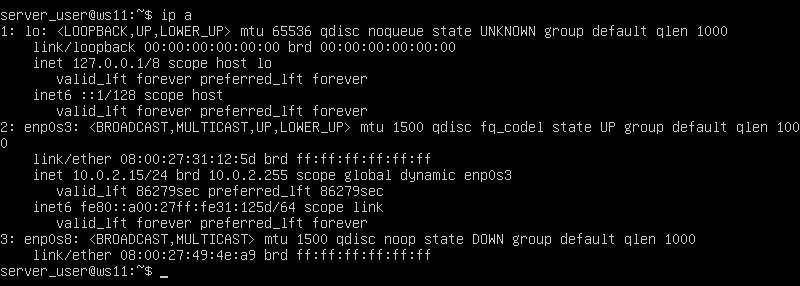 server_user@ws11:~$ ip a
1: lo: <LOOPBACK,UP,LOWER_UP> mtu 65536 qdisc noqueue state UNKNOWN group default qlen 1000
    link/loopback 00:00:00:00:00:00 brd 00:00:00:00:00:00
    inet 127.0.0.1/8 scope host lo
       valid_lft forever preferred_lft forever
    inet6 ::1/128 scope host
       valid_lft forever preferred_lft forever
2: enp0s3: <BROADCAST,MULTICAST,UP,LOWER_UP> mtu 1500 qdisc fq_codel state UP group default qlen 100
0
    link/ether 08:00:27:31:12:5d brd ff:ff:ff:ff:ff:ff
    inet 10.0.2.15/24 brd 10.0.2.255 scope global dynamic enp0s3
       valid_lft 86279sec preferred_lft 86279sec
    inet6 fe80::a00:27ff:fe31:125d/64 scope link
       valid_lft forever preferred_lft forever
3: enp0s8: <BROADCAST,MULTICAST> mtu 1500 qdisc noop state DOWN group default qlen 1000
    link/ether 08:00:27:49:4e:a9 brd ff:ff:ff:ff:ff:ff
server_user@ws11:~$ _